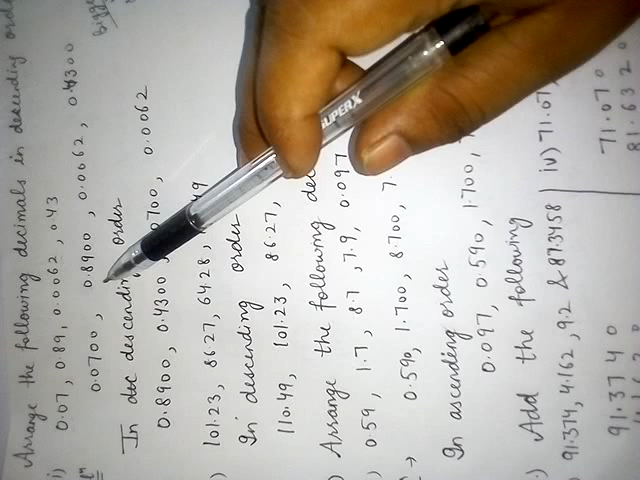 Arrange the following decimals in descending order
i) 0.07, 0.89, 0.0062, 0.43
0.0700, 0.8900, 0.0062, 0.4300
In doc descending order
0.8900, 0.4300 0.0700, 0.0062
) 101.23, 86.27, 64.28,
In descending order
110.49, 101.23, 86.27,
) Arrange the following dec
) 0.59, 1.7, 8.7, 7.9, 0.097
→ 0.590, 1.700, 8.700, 7
In ascending order
0.097, 0.590, 1.700,
.) Add the following
) 91.374, 4.162, 9.2 & 87.3458
91.3740
iv) 71.07,
71.070
81.6320
SUPERX